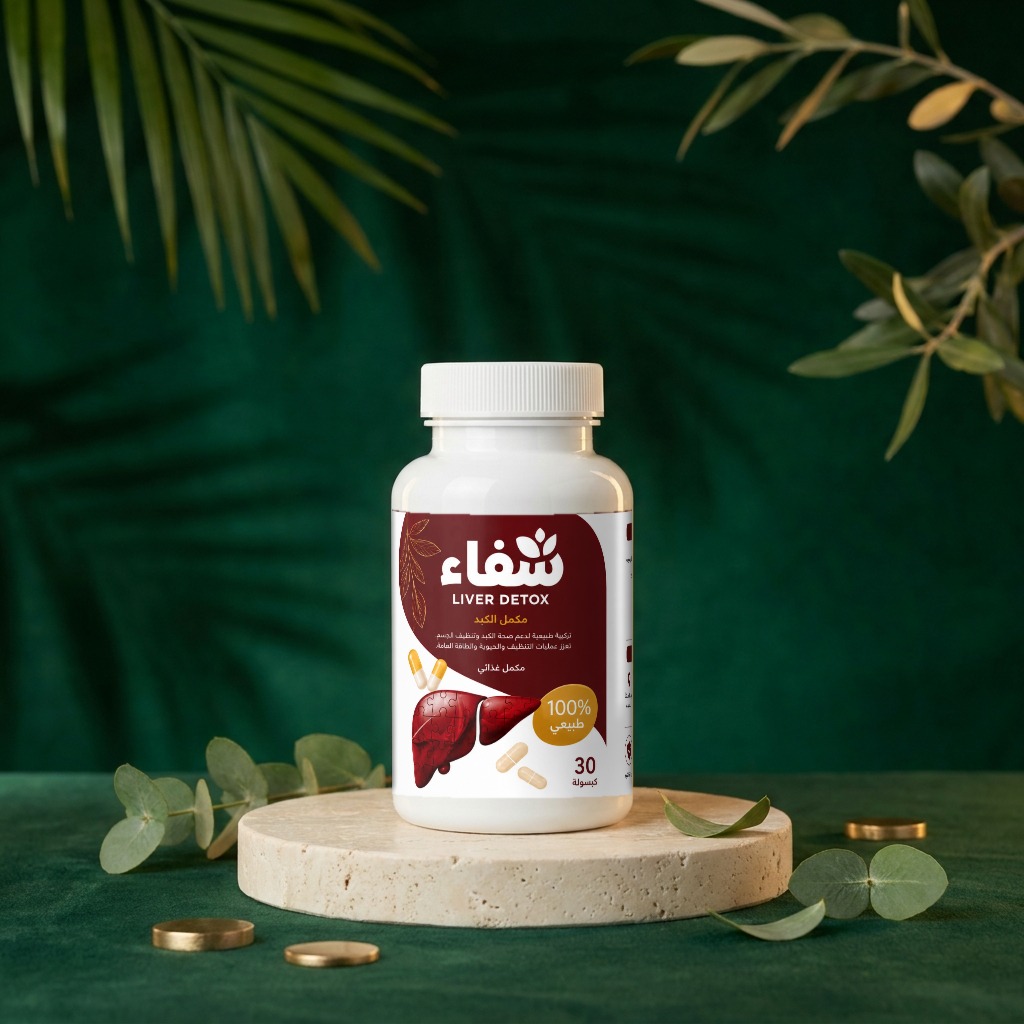 شفاء
LIVER DETOX
مكمل الكبد
تركيبة طبيعية لدعم صحة الكبد وتنظيف الجسم
تعزز عمليات التنظيف والحيوية والطاقة العامة.
مكمل غذائي
100%
طبيعي
30
كبسولة